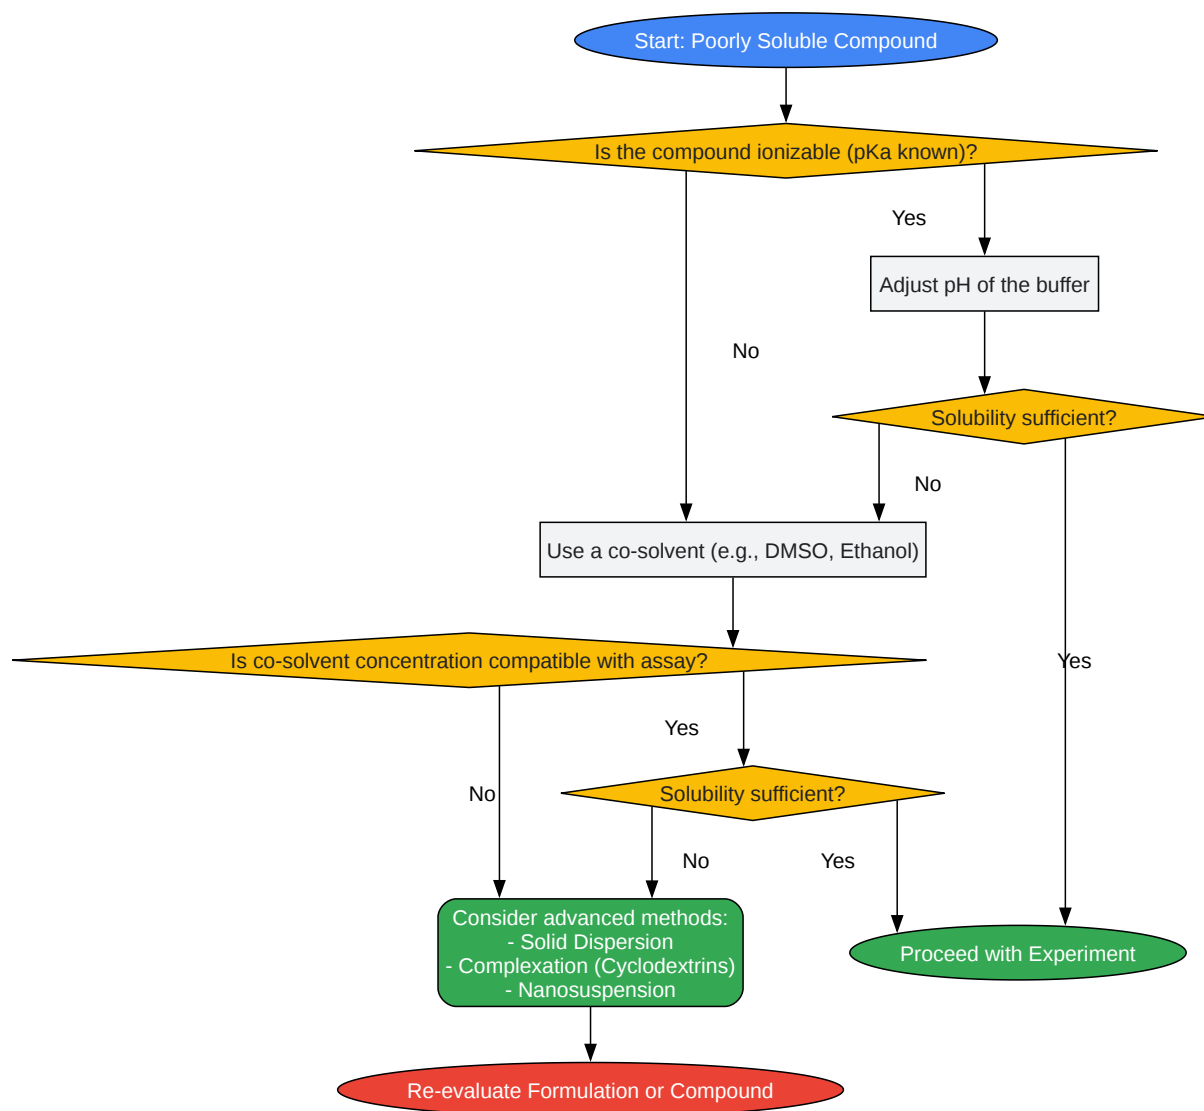 Start: Poorly Soluble Compound
Is the compound ionizable (pKa known)?
Yes
Adjust pH of the buffer
No
Solubility sufficient?
No
Use a co-solvent (e.g., DMSO, Ethanol)
Is co-solvent concentration compatible with assay?
Yes
Yes
No
Solubility sufficient?
No
Yes
Consider advanced methods:
- Solid Dispersion
- Complexation (Cyclodextrins)
- Nanosuspension
Proceed with Experiment
Re-evaluate Formulation or Compound